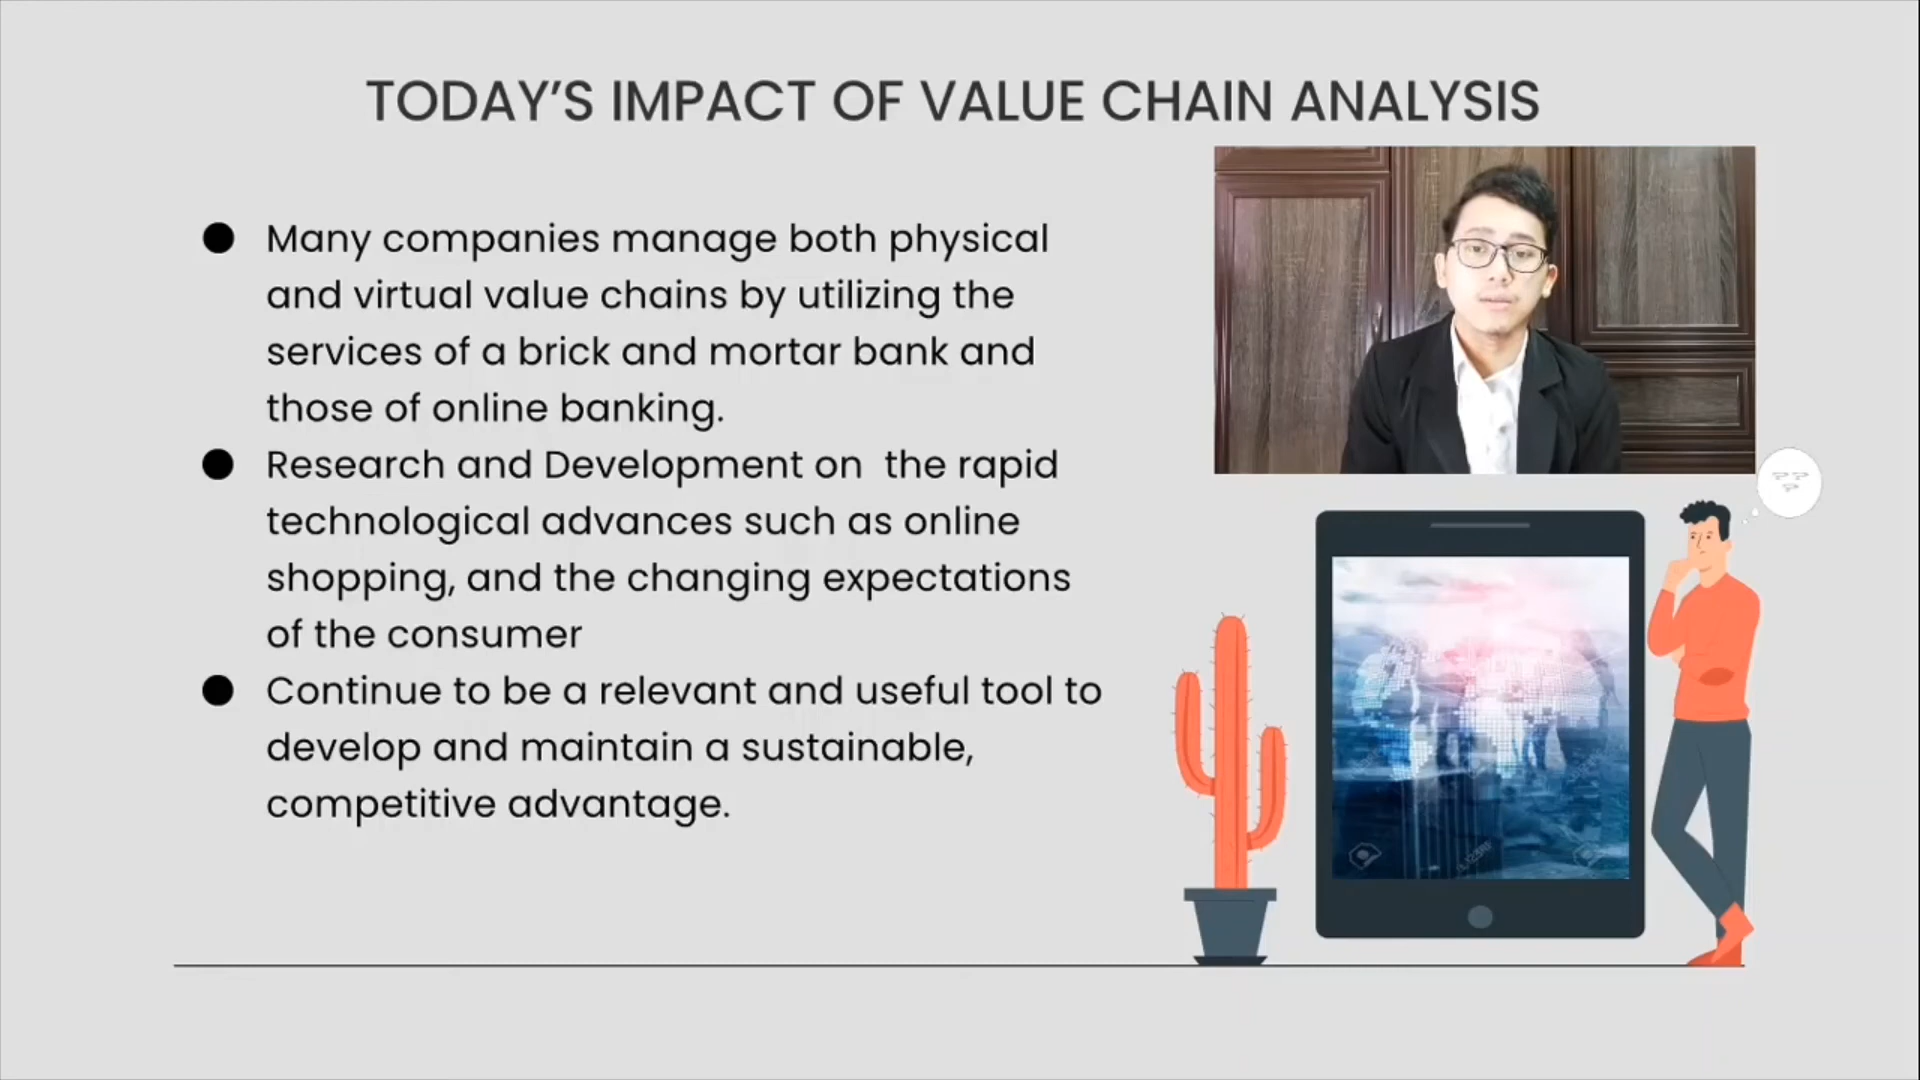 TODAY’S IMPACT OF VALUE CHAIN ANALYSIS
Many companies manage both physical
and virtual value chains by utilizing the
services of a brick and mortar bank and
those of online banking.
Research and Development on  the rapid
technological advances such as online
shopping, and the changing expectations
of the consumer
Continue to be a relevant and useful tool to
develop and maintain a sustainable,
competitive advantage.
???
123RF